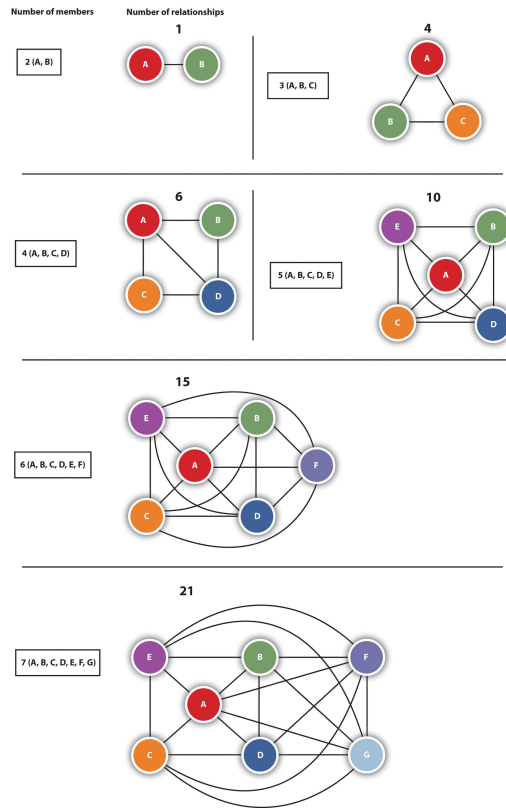 Number of members Number of relationships
1
2 (A, B)
A B
4
3 (A, B, C)
A
B C
6
4 (A, B, C, D)
A B
C D
10
5 (A, B, C, D, E)
E B
A
C D
15
6 (A, B, C, D, E, F)
E B
A F
C D
21
7 (A, B, C, D, E, F, G)
E B F
A
C D G